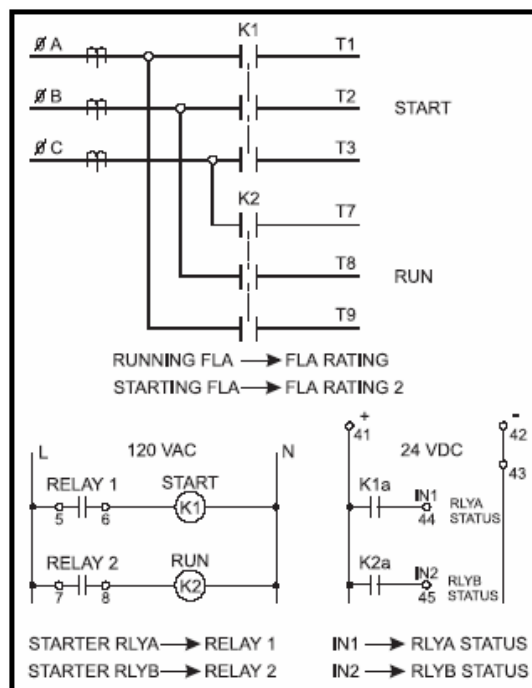 K1
ØA T1
ØB T2 START
ØC T3
K2
T7
T8 RUN
T9
RUNNING FLA → FLA RATING
STARTING FLA → FLA RATING 2
L 120 VAC N
RELAY 1 START
5 6 K1
RELAY 2 RUN
7 8 K2
STARTER RLYA → RELAY 1
STARTER RLYB → RELAY 2
+ -
41 24 VDC 42
43
K1a IN1 RLYA
44 STATUS
K2a IN2 RLYB
45 STATUS
IN1 → RLYA STATUS
IN2 → RLYB STATUS